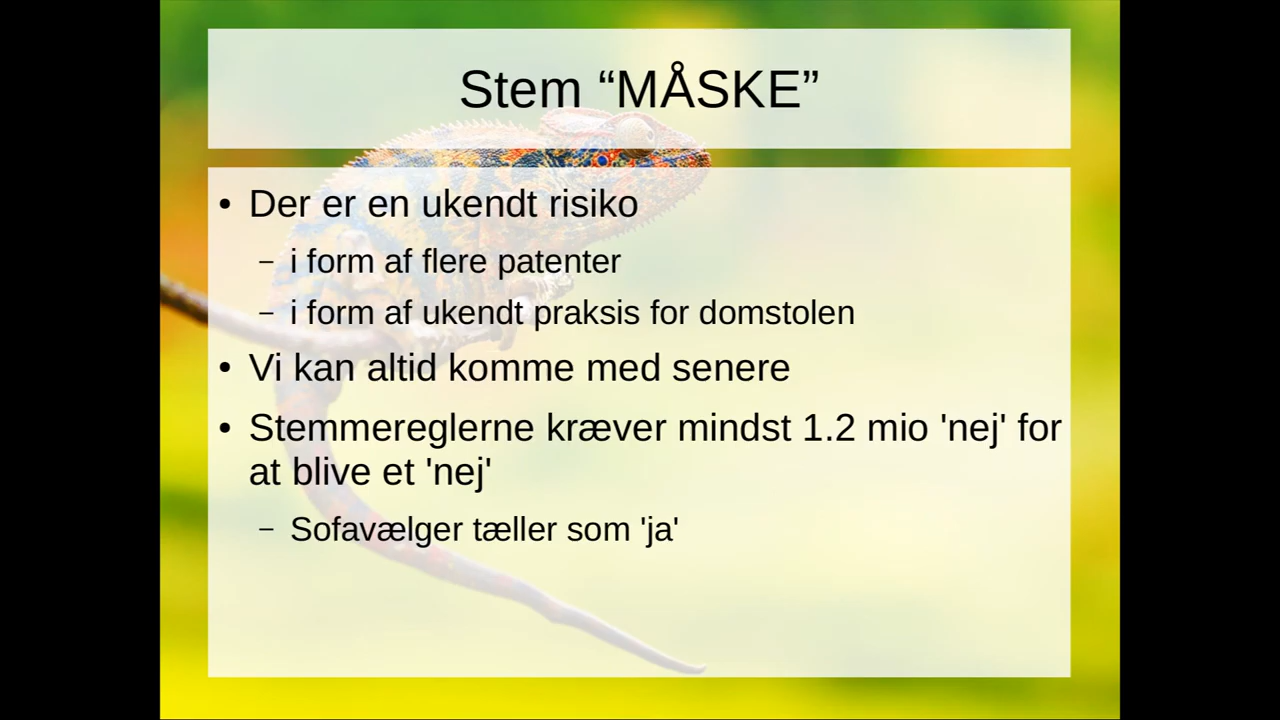 Stem “MÅSKE”
• Der er en ukendt risiko
– i form af flere patenter
– i form af ukendt praksis for domstolen
• Vi kan altid komme med senere
• Stemmereglerne kræver mindst 1.2 mio 'nej' for
at blive et 'nej'
– Sofavælger tæller som 'ja'